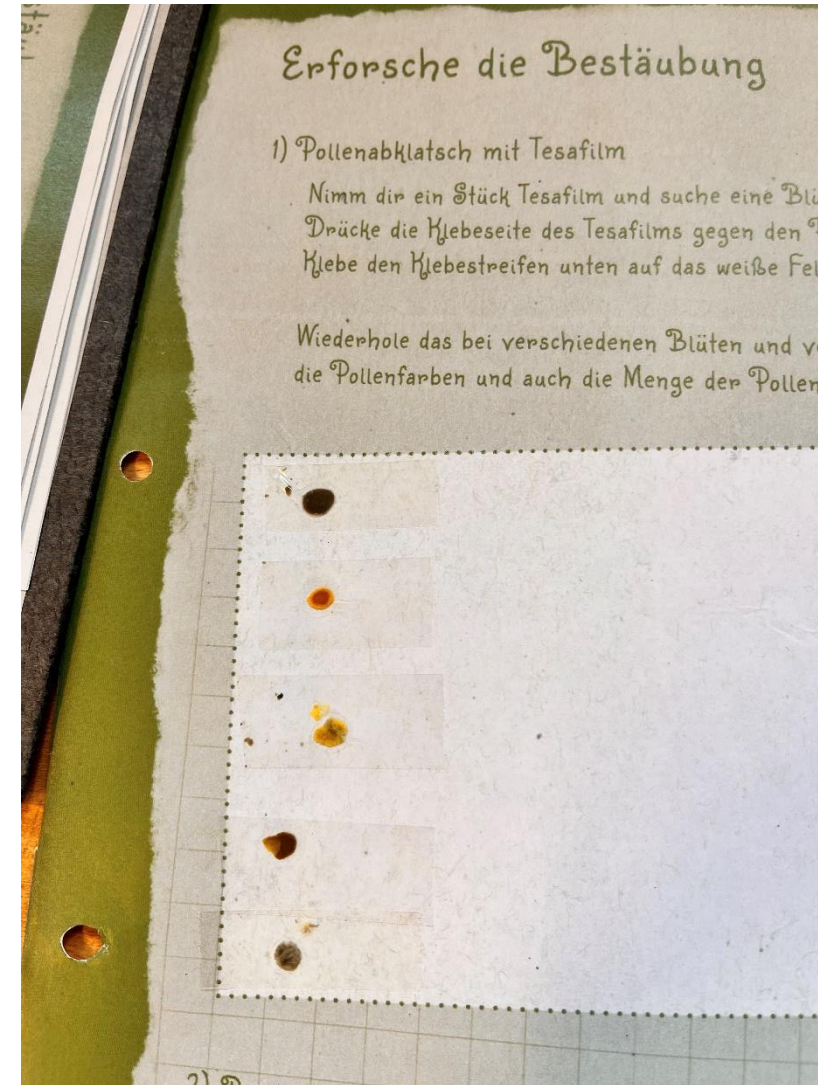 Erforsche die Bestäubung
1) Pollenabklatsch mit Tesafilm
Nimm dir ein Stück Tesafilm und suche eine
Drücke die Klebeseite des Tesafilms gegen den
Klebe den Klebestreifen unten auf das weiße
Wiederhole das bei verschiedenen Blüten und
die Pollenfarben und auch die Menge der Pollen
2)